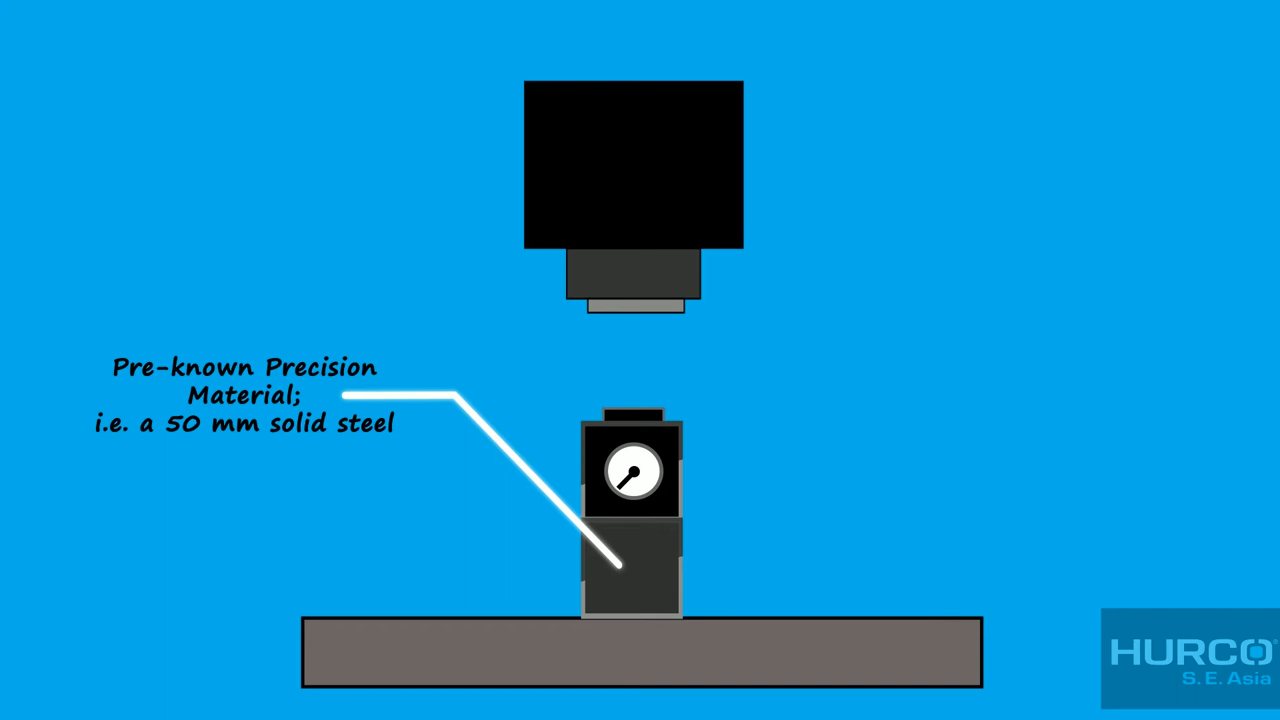 Pre-known Precision
Material;
i.e. a 50 mm solid steel
HURCO
S.E. Asia